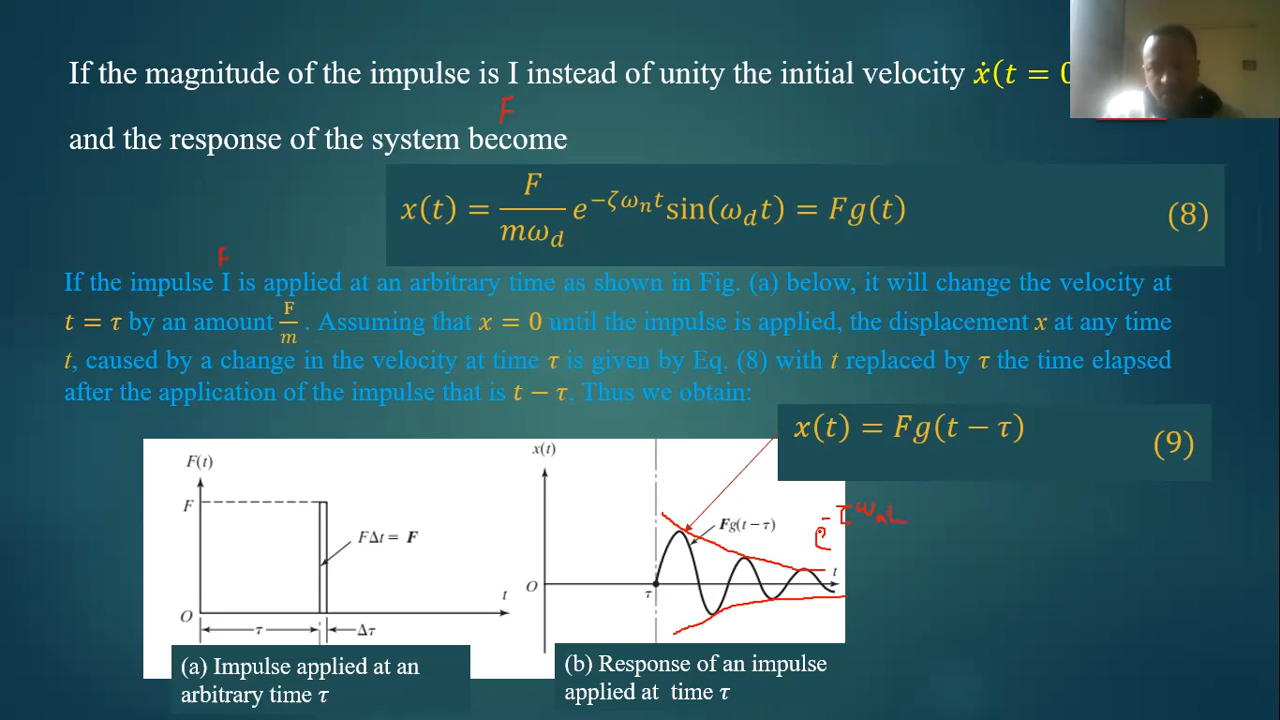 If the magnitude of the impulse is I instead of unity the initial velocity ẋ(t = 0
F
and the response of the system become
x(t) = F/(mω_d) e^{−ζω_n t} sin(ω_d t) = Fg(t) (8)
F
If the impulse I is applied at an arbitrary time as shown in Fig. (a) below, it will change the velocity at
t = τ by an amount F/m . Assuming that x = 0 until the impulse is applied, the displacement x at any time
t, caused by a change in the velocity at time τ is given by Eq. (8) with t replaced by τ the time elapsed
after the application of the impulse that is t − τ. Thus we obtain:
x(t) = Fg(t − τ) (9)
F(t)
F
FΔt = F
O
t
τ
Δτ
(a) Impulse applied at an
arbitrary time τ
x(t)
Fg(t − τ)
O
τ
t
(b) Response of an impulse
applied at time τ